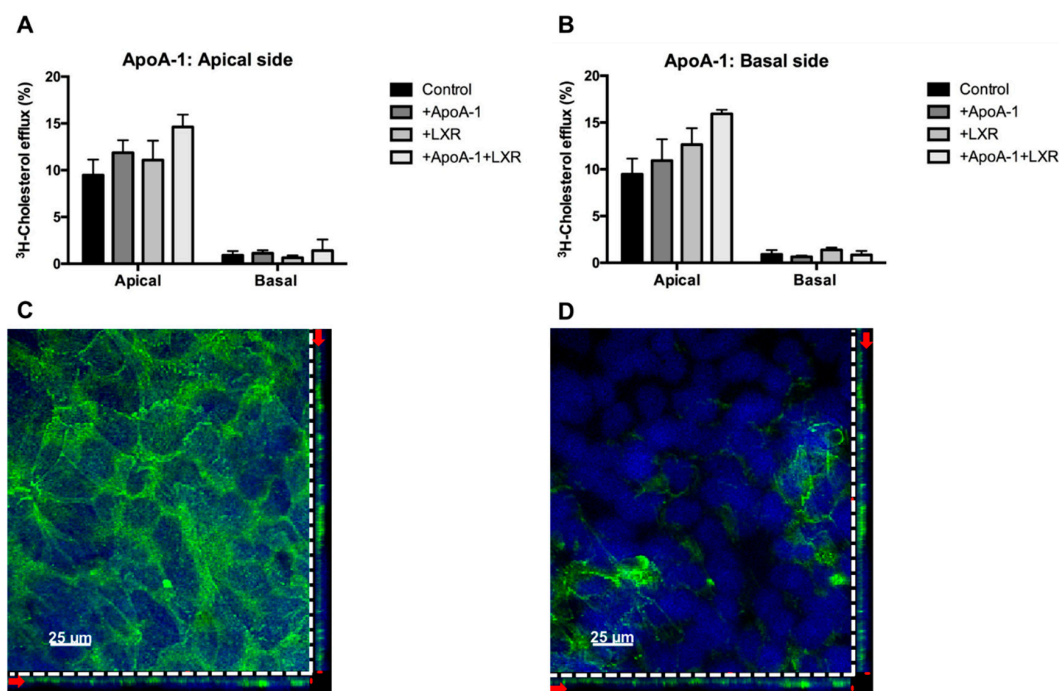 A
ApoA-1: Apical side
³H-Cholesterol efflux (%)
20
15
10
5
0
Apical
Basal
Control
+ApoA-1
+LXR
+ApoA-1+LXR
B
ApoA-1: Basal side
³H-Cholesterol efflux (%)
20
15
10
5
0
Apical
Basal
Control
+ApoA-1
+LXR
+ApoA-1+LXR
C
25 µm
D
25 µm